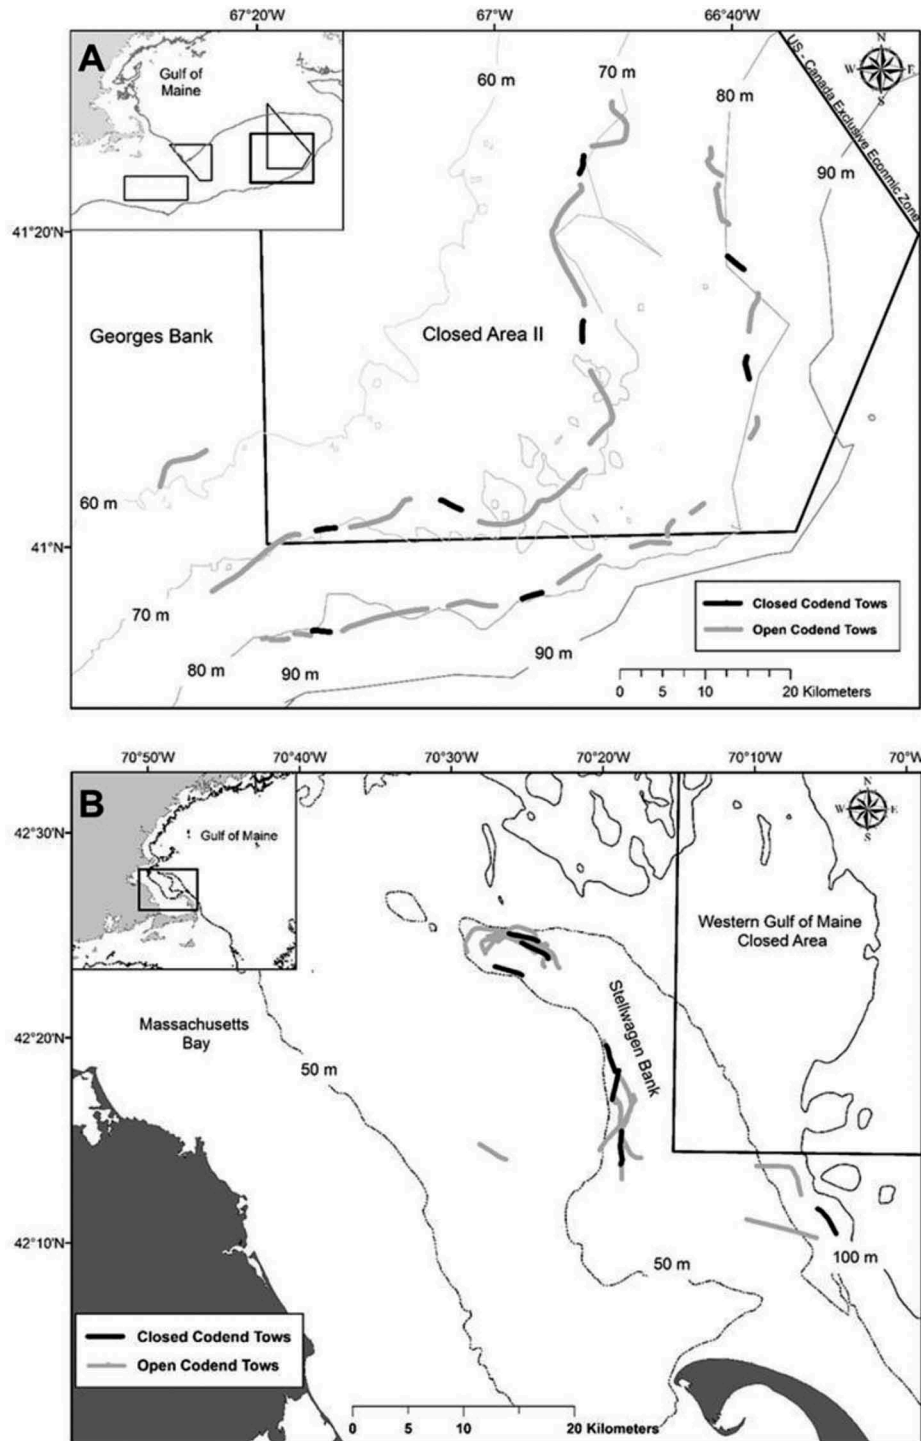 67°20'W 67°0'W 66°40'W
A
Gulf of
Maine
60 m
70 m
80 m
90 m
US - Canada Exclusive Econmic Zone
N
W E
S
41°20'N
Georges Bank
Closed Area II
60 m
41°N
70 m
80 m
90 m
90 m
Closed Codend Tows
Open Codend Tows
0 5 10 20 Kilometers
70°50'W 70°40'W 70°30'W 70°20'W 70°10'W 70°0'W
B
Gulf of Maine
N
W E
S
42°30'N
Western Gulf of Maine
Closed Area
Stellwagen Bank
Massachusetts
Bay
42°20'N
50 m
42°10'N
50 m
100 m
Closed Codend Tows
Open Codend Tows
0 5 10 20 Kilometers